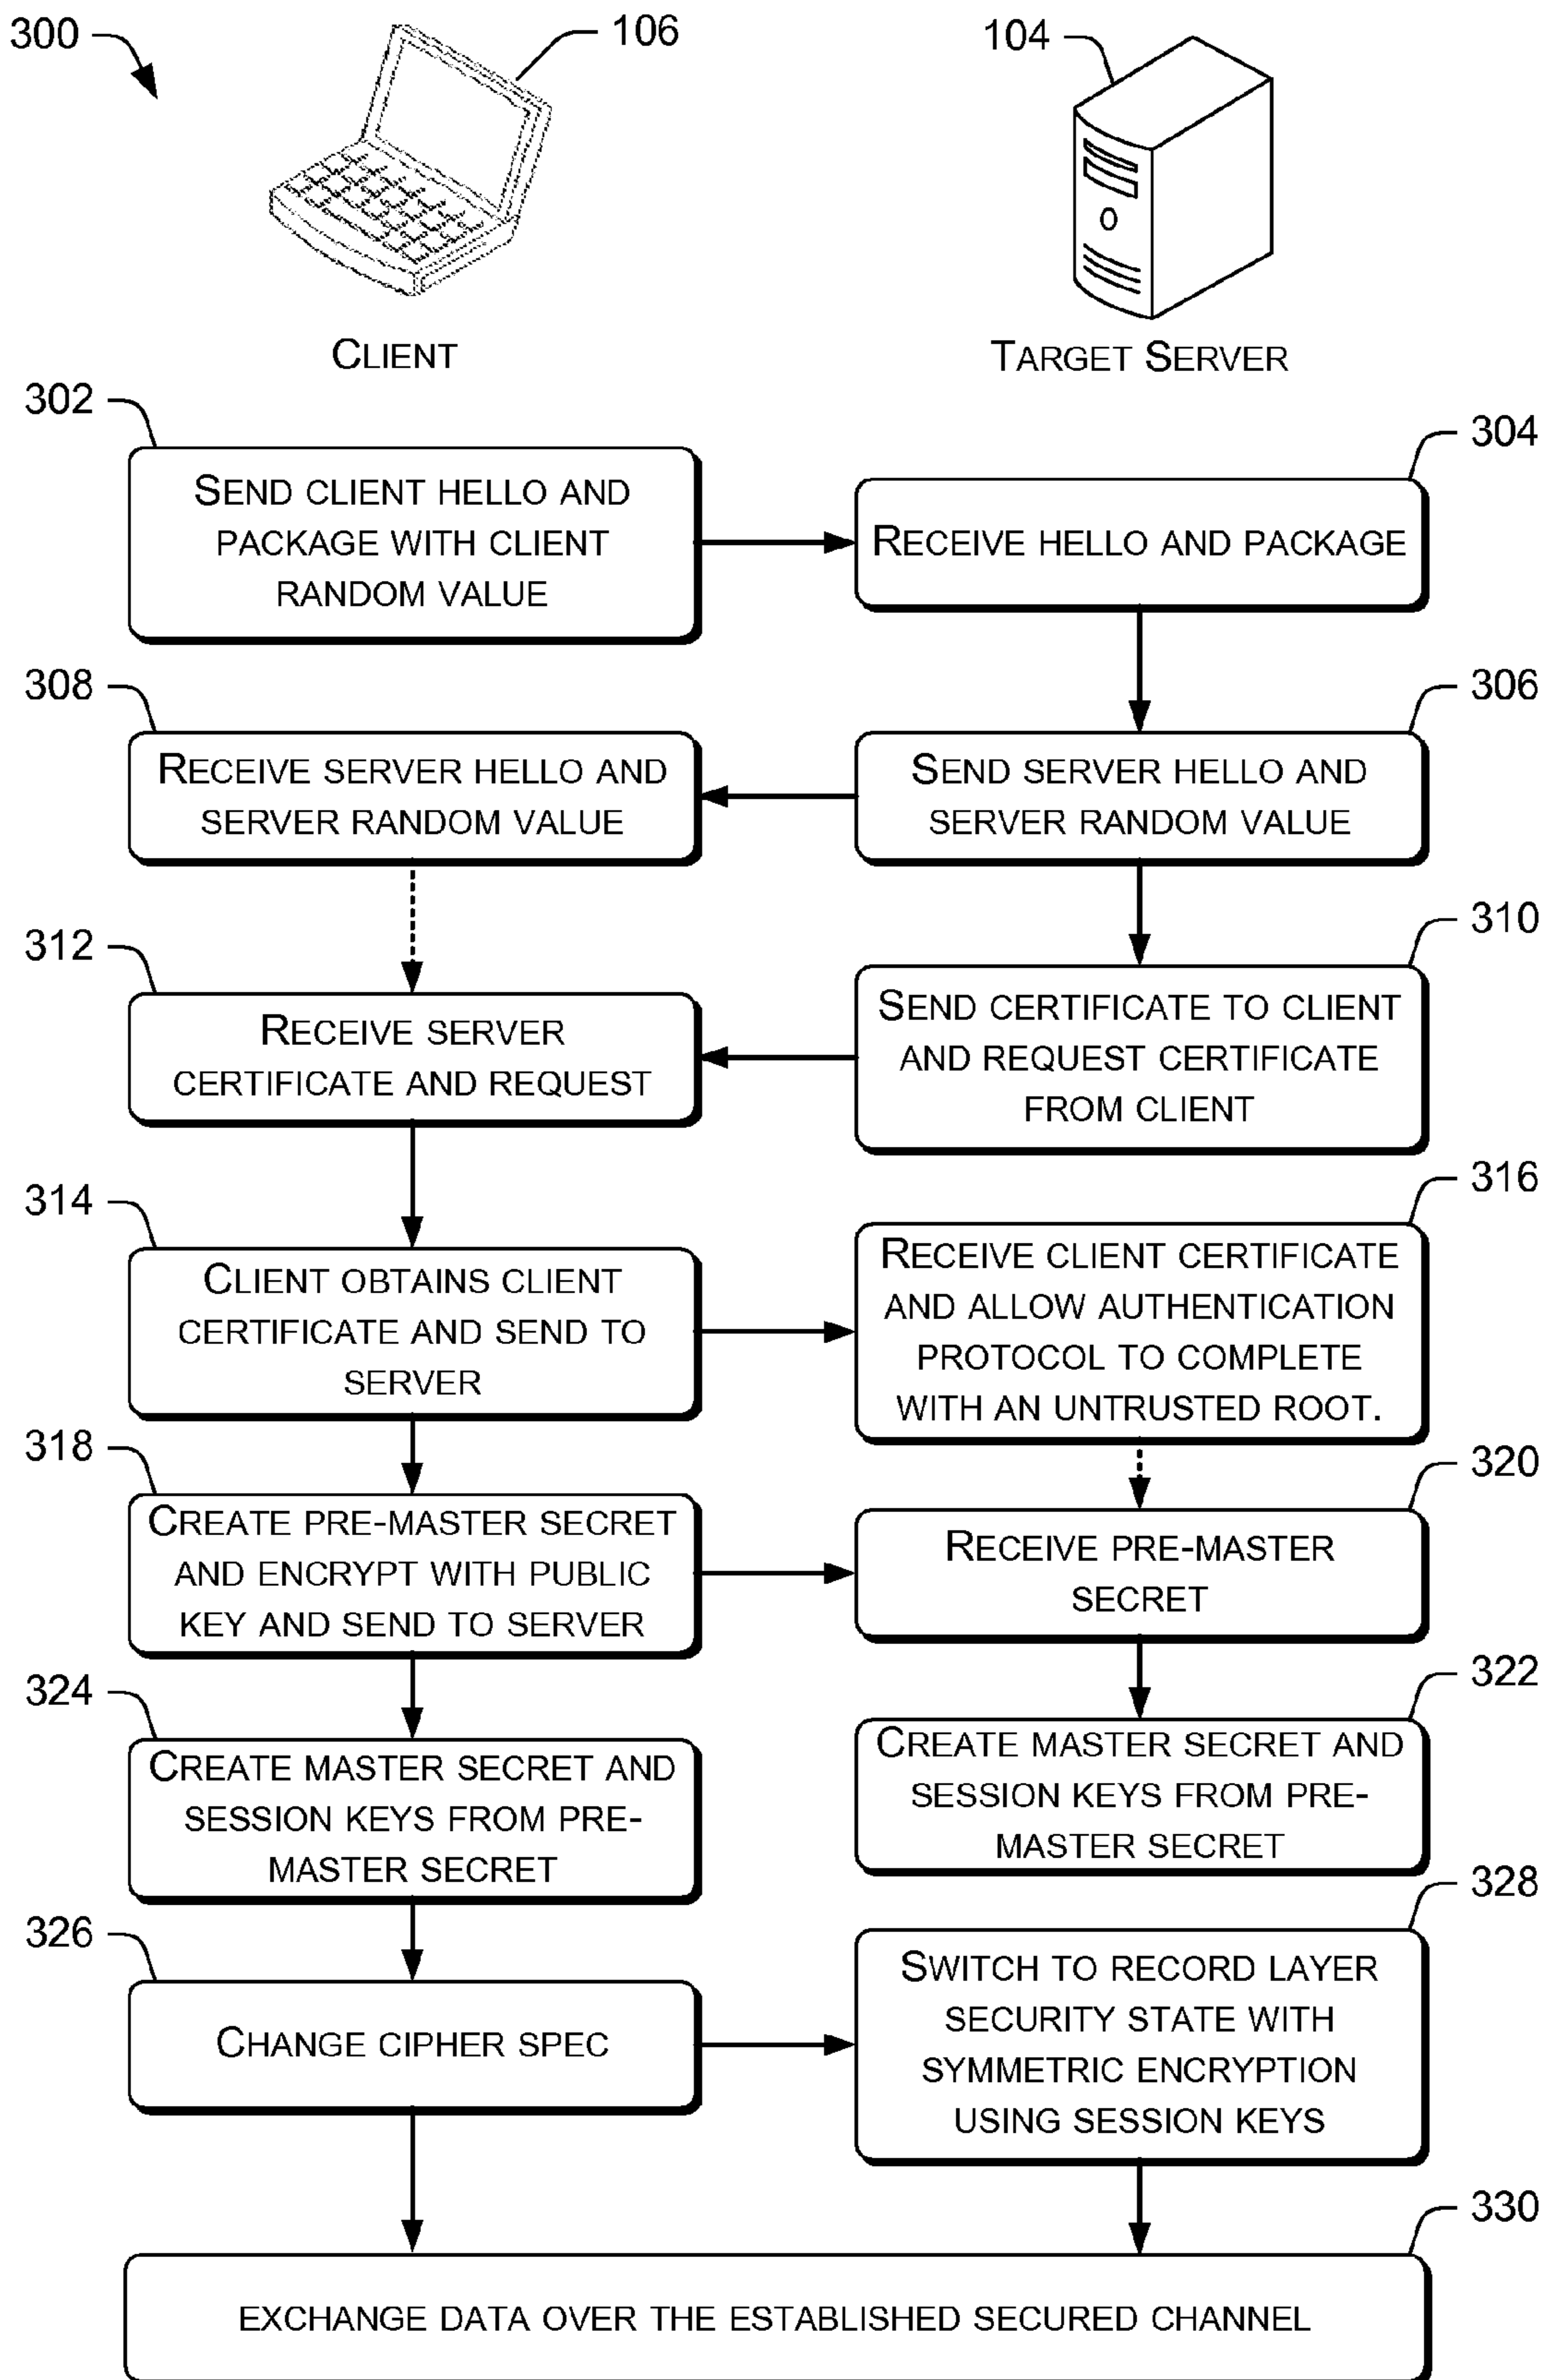 300
106
104
CLIENT
TARGET SERVER
302
SEND CLIENT HELLO AND
PACKAGE WITH CLIENT
RANDOM VALUE
304
RECEIVE HELLO AND PACKAGE
308
RECEIVE SERVER HELLO AND
SERVER RANDOM VALUE
306
SEND SERVER HELLO AND
SERVER RANDOM VALUE
310
SEND CERTIFICATE TO CLIENT
AND REQUEST CERTIFICATE
FROM CLIENT
312
RECEIVE SERVER
CERTIFICATE AND REQUEST
314
CLIENT OBTAINS CLIENT
CERTIFICATE AND SEND TO
SERVER
316
RECEIVE CLIENT CERTIFICATE
AND ALLOW AUTHENTICATION
PROTOCOL TO COMPLETE
WITH AN UNTRUSTED ROOT.
318
CREATE PRE-MASTER SECRET
AND ENCRYPT WITH PUBLIC
KEY AND SEND TO SERVER
320
RECEIVE PRE-MASTER
SECRET
324
CREATE MASTER SECRET AND
SESSION KEYS FROM PRE-
MASTER SECRET
322
CREATE MASTER SECRET AND
SESSION KEYS FROM PRE-
MASTER SECRET
326
CHANGE CIPHER SPEC
328
SWITCH TO RECORD LAYER
SECURITY STATE WITH
SYMMETRIC ENCRYPTION
USING SESSION KEYS
330
EXCHANGE DATA OVER THE ESTABLISHED SECURED CHANNEL